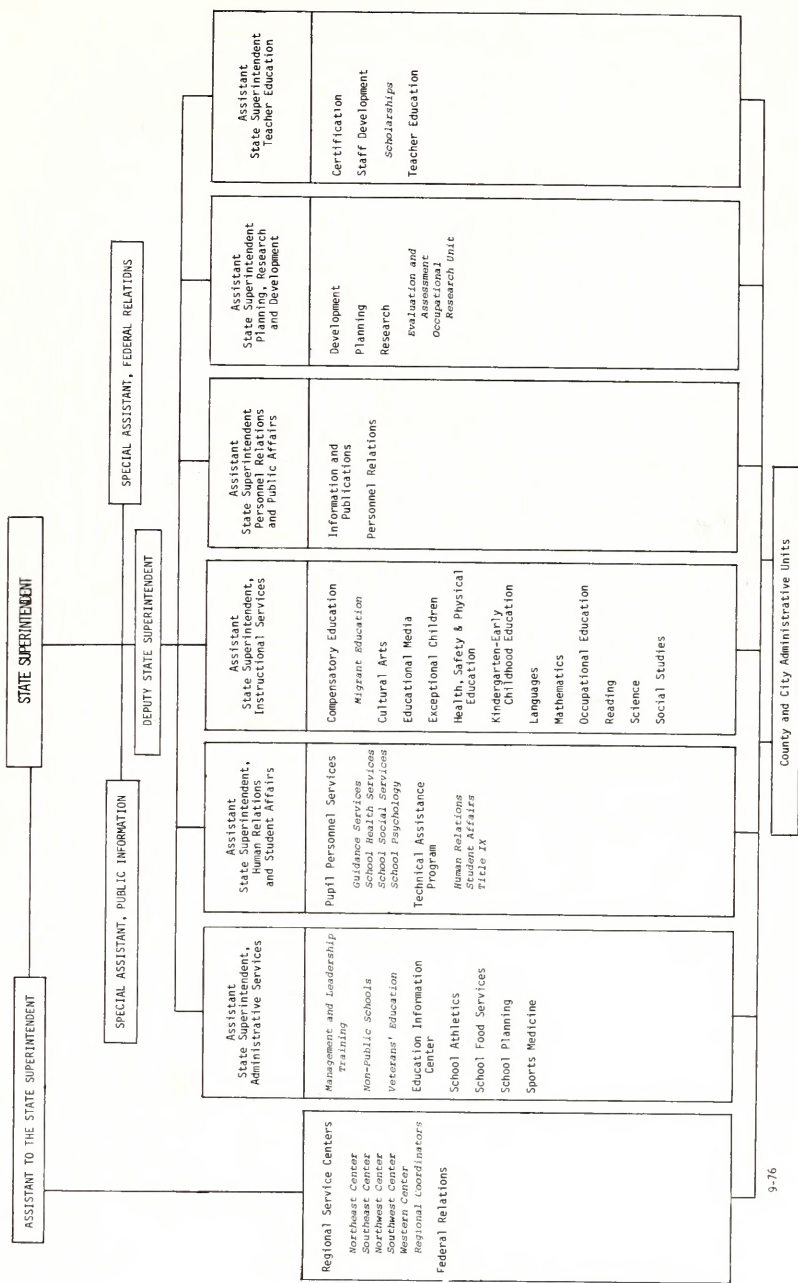 STATE SUPERINTENDENT
ASSISTANT TO THE STATE SUPERINTENDENT
SPECIAL ASSISTANT, PUBLIC INFORMATION
SPECIAL ASSISTANT, FEDERAL RELATIONS
DEPUTY STATE SUPERINTENDENT
Regional Service Centers
Northeast Center
Southeast Center
Northwest Center
Southwest Center
Western Center
Regional Coordinators
Federal Relations
Assistant
State Superintendent,
Administrative Services
Management and Leadership
Training
Non-Public Schools
Veterans' Education
Education Information
Center
School Athletics
School Food Services
School Planning
Sports Medicine
Assistant
State Superintendent,
Human Relations
and Student Affairs
Pupil Personnel Services
Guidance Services
School Health Services
School Social Services
School Psychology
Technical Assistance
Program
Human Relations
Student Affairs
Title IX
Assistant
State Superintendent,
Instructional Services
Compensatory Education
Migrant Education
Cultural Arts
Educational Media
Exceptional Children
Health, Safety & Physical
Education
Kindergarten-Early
Childhood Education
Languages
Mathematics
Occupational Education
Reading
Science
Social Studies
Assistant
State Superintendent
Personnel Relations
and Public Affairs
Information and
Publications
Personnel Relations
Assistant
State Superintendent
Planning, Research
and Development
Development
Planning
Research
Evaluation and
Assessment
Occupational
Research Unit
Assistant
State Superintendent
Teacher Education
Certification
Staff Development
Scholarships
Teacher Education
County and City Administrative Units
9-76